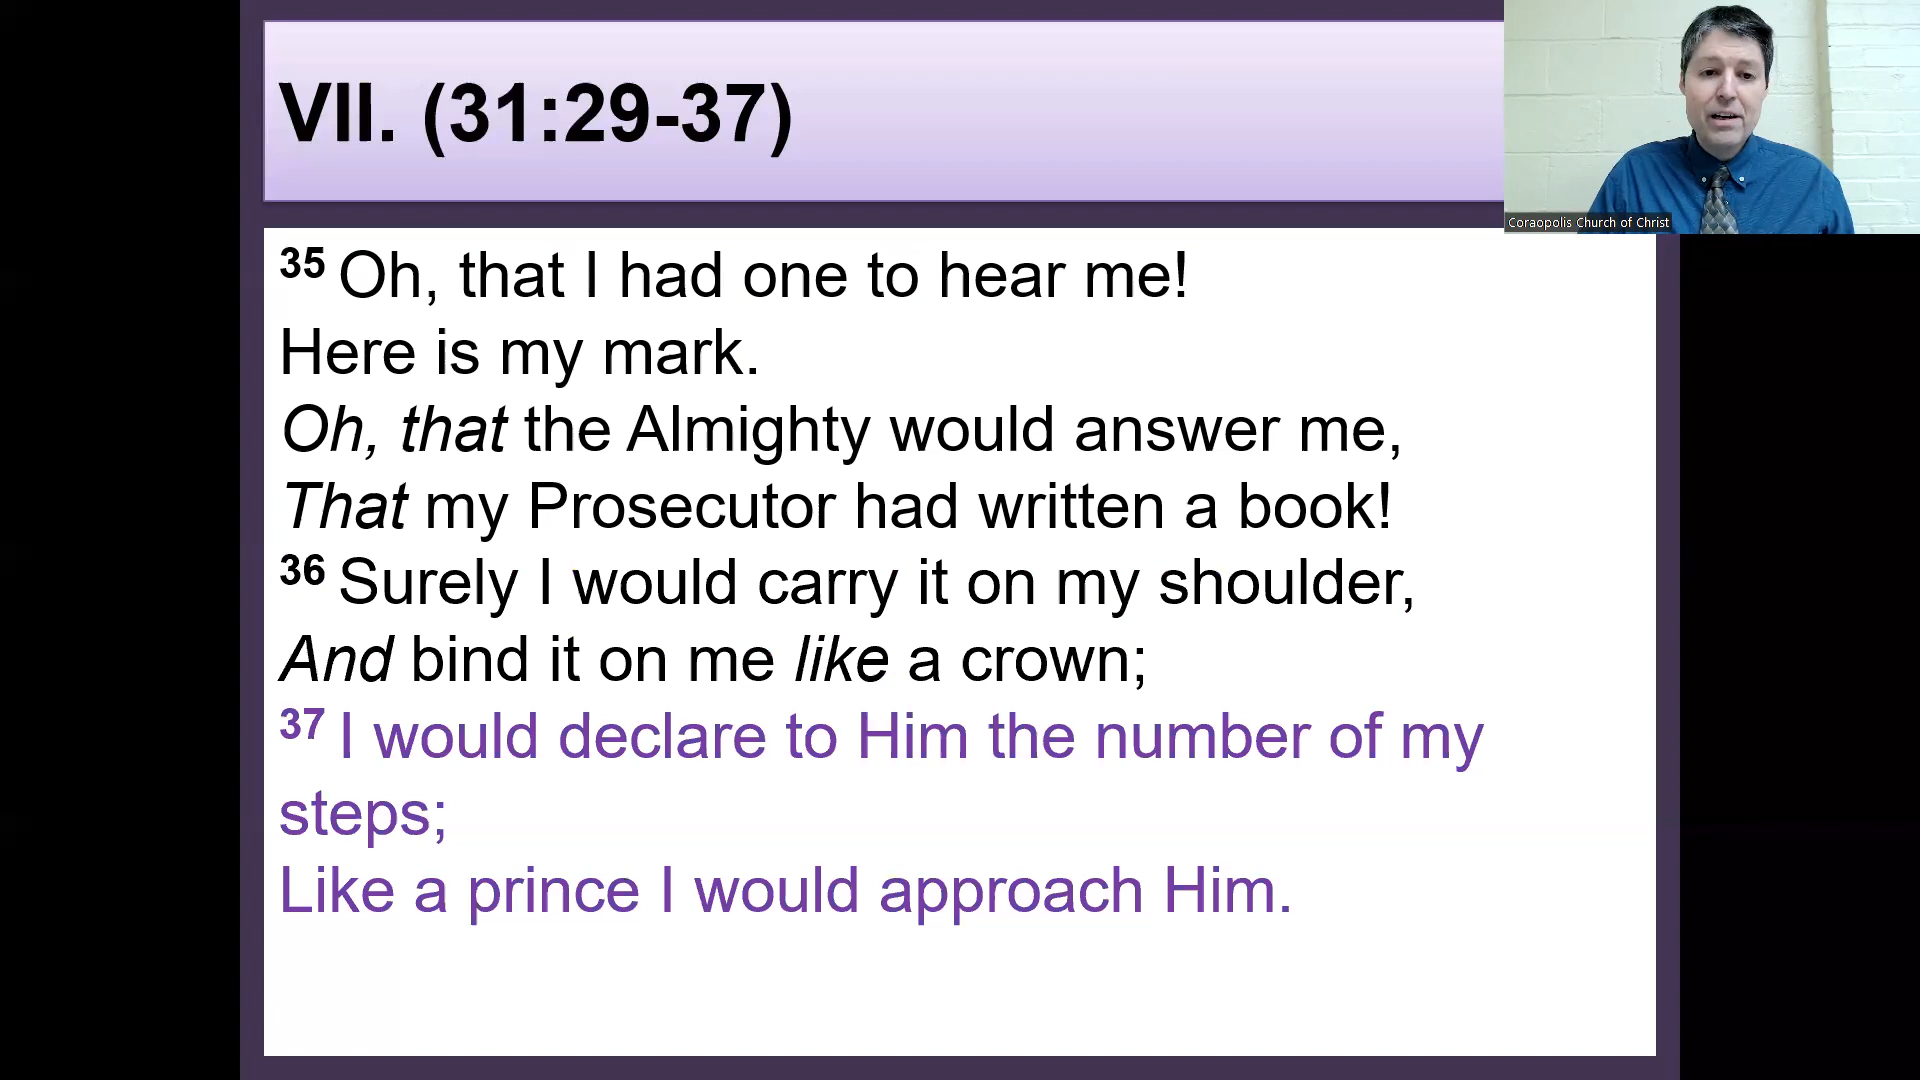 VII. (31:29-37)
Coraopolis Church of Christ
35 Oh, that I had one to hear me!
Here is my mark.
Oh, that the Almighty would answer me,
That my Prosecutor had written a book!
36 Surely I would carry it on my shoulder,
And bind it on me like a crown;
37 I would declare to Him the number of my
steps;
Like a prince I would approach Him.